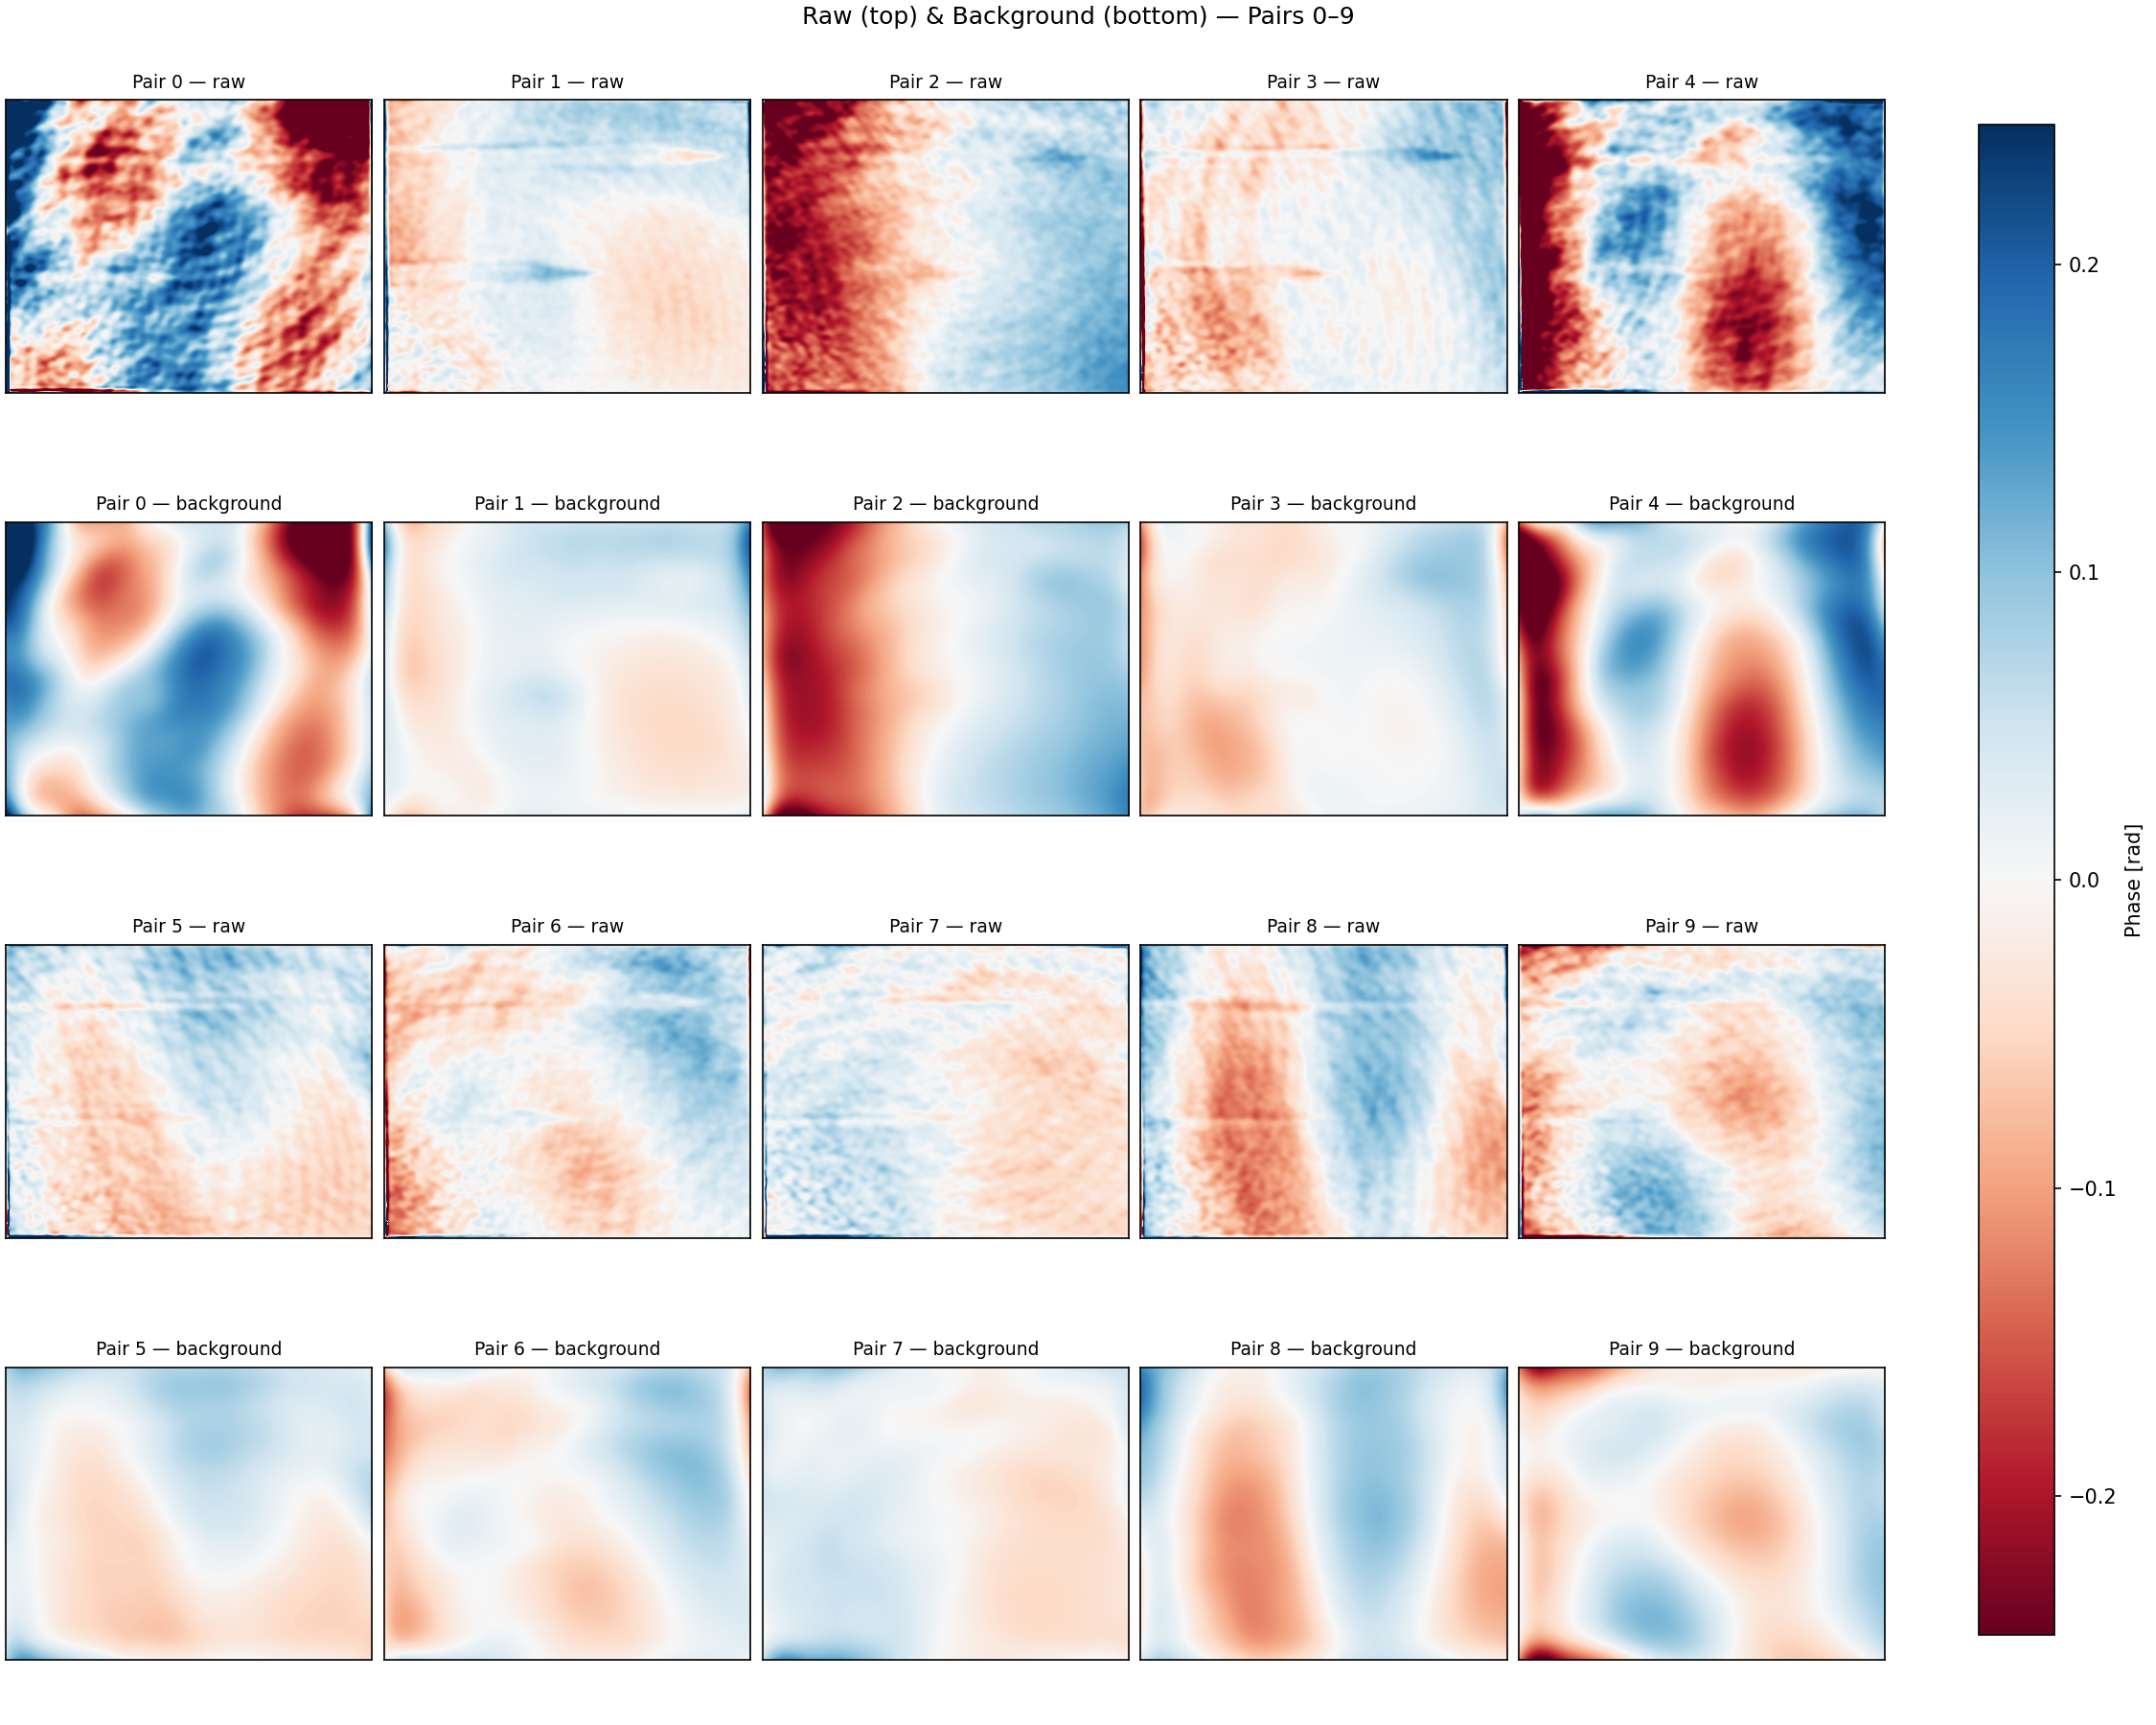 Raw (top) & Background (bottom) — Pairs 0–9
Pair 0 — raw
Pair 1 — raw
Pair 2 — raw
Pair 3 — raw
Pair 4 — raw
Pair 0 — background
Pair 1 — background
Pair 2 — background
Pair 3 — background
Pair 4 — background
Pair 5 — raw
Pair 6 — raw
Pair 7 — raw
Pair 8 — raw
Pair 9 — raw
Pair 5 — background
Pair 6 — background
Pair 7 — background
Pair 8 — background
Pair 9 — background
0.2
0.1
0.0
−0.1
−0.2
Phase [rad]